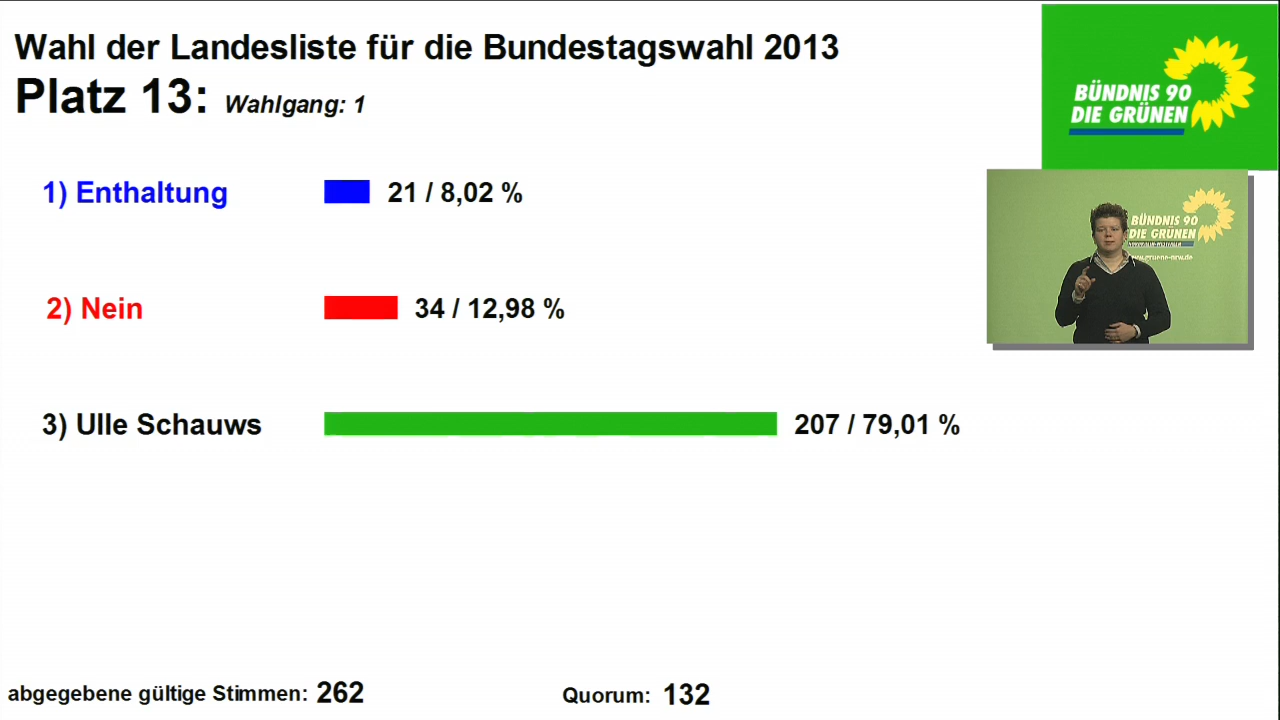 Wahl der Landesliste für die Bundestagswahl 2013
Platz 13: Wahlgang: 1
BÜNDNIS 90
DIE GRÜNEN
1) Enthaltung 21 / 8,02 %
BÜNDNIS 90
DIE GRÜNEN
2) Nein 34 / 12,98 %
3) Ulle Schauws 207 / 79,01 %
abgegebene gültige Stimmen: 262 Quorum: 132